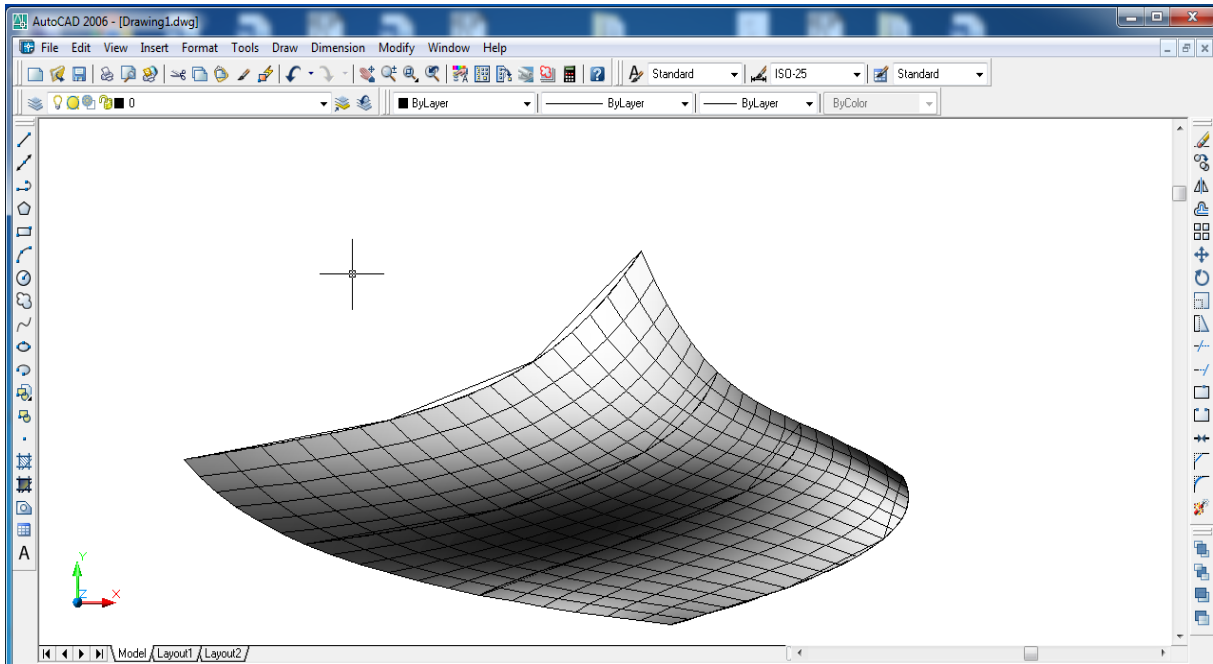 AutoCAD 2006 - [Drawing1.dwg]
File Edit View Insert Format Tools Draw Dimension Modify Window Help
Standard ISO-25 Standard
0 ByLayer ByLayer ByLayer ByColor
A
Y
Z X
Model Layout1 Layout2